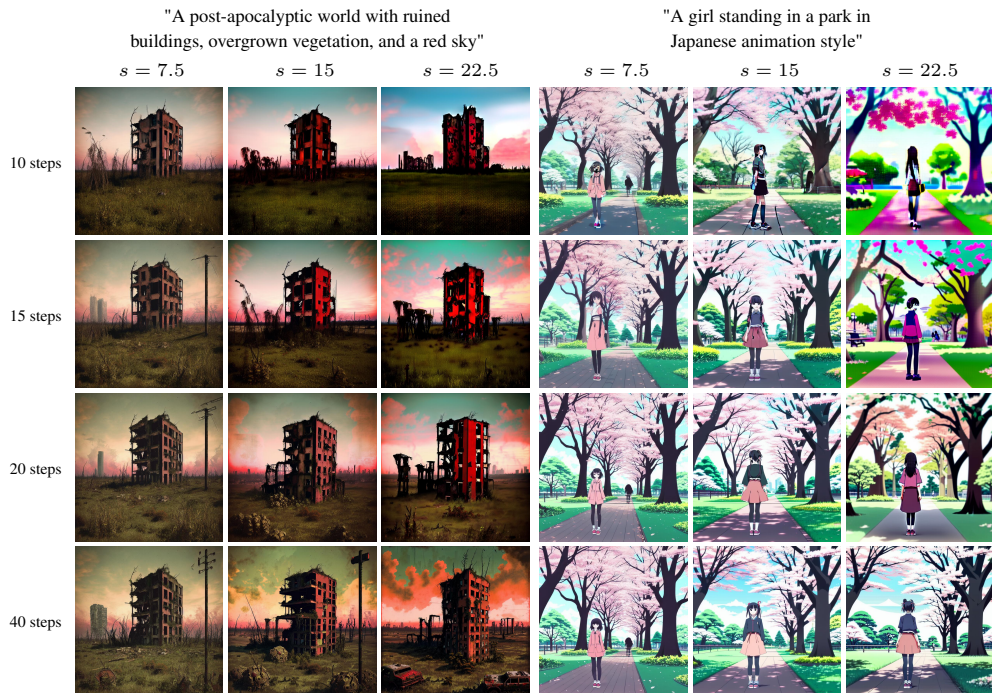 "A post-apocalyptic world with ruined
buildings, overgrown vegetation, and a red sky"
"A girl standing in a park in
Japanese animation style"
s = 7.5 s = 15 s = 22.5 s = 7.5 s = 15 s = 22.5
10 steps
15 steps
20 steps
40 steps